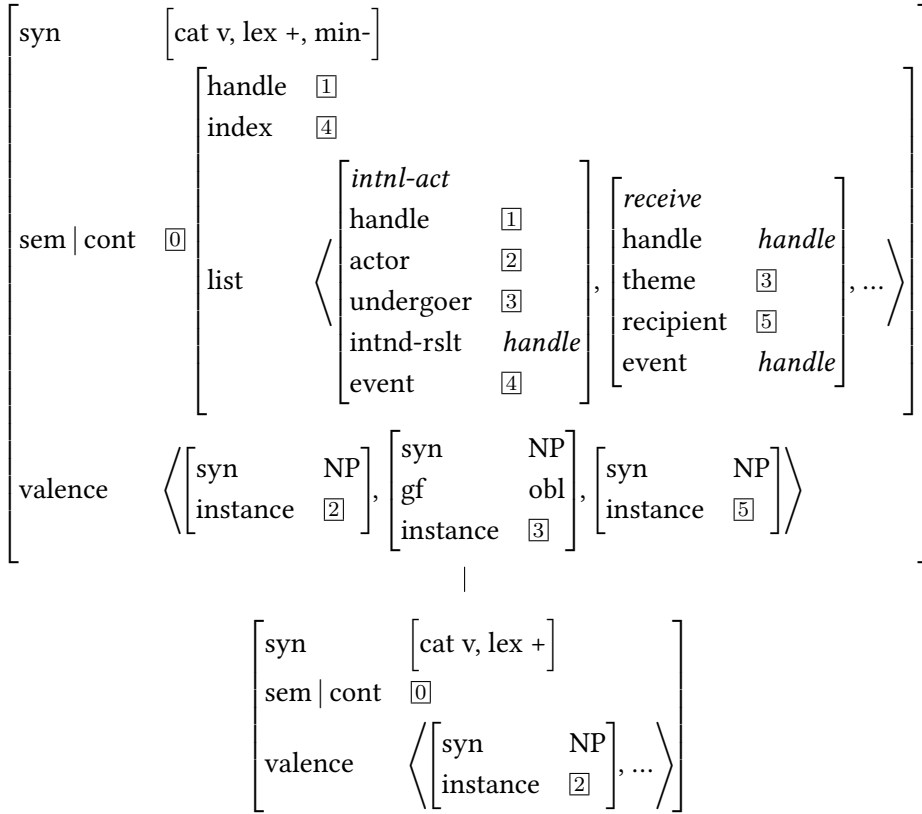 syn [cat v, lex +, min-]
handle 1
index 4
intnl-act
receive
handle 1
handle handle
sem | cont 0
actor 2
list
theme 3
, ...
undergoer 3
recipient 5
intnd-rslt handle
event handle
event 4
syn NP
syn NP
syn NP
valence
gf obl
instance 2
instance 5
instance 3
syn [cat v, lex +]
sem | cont 0
syn NP
valence
, ...
instance 2